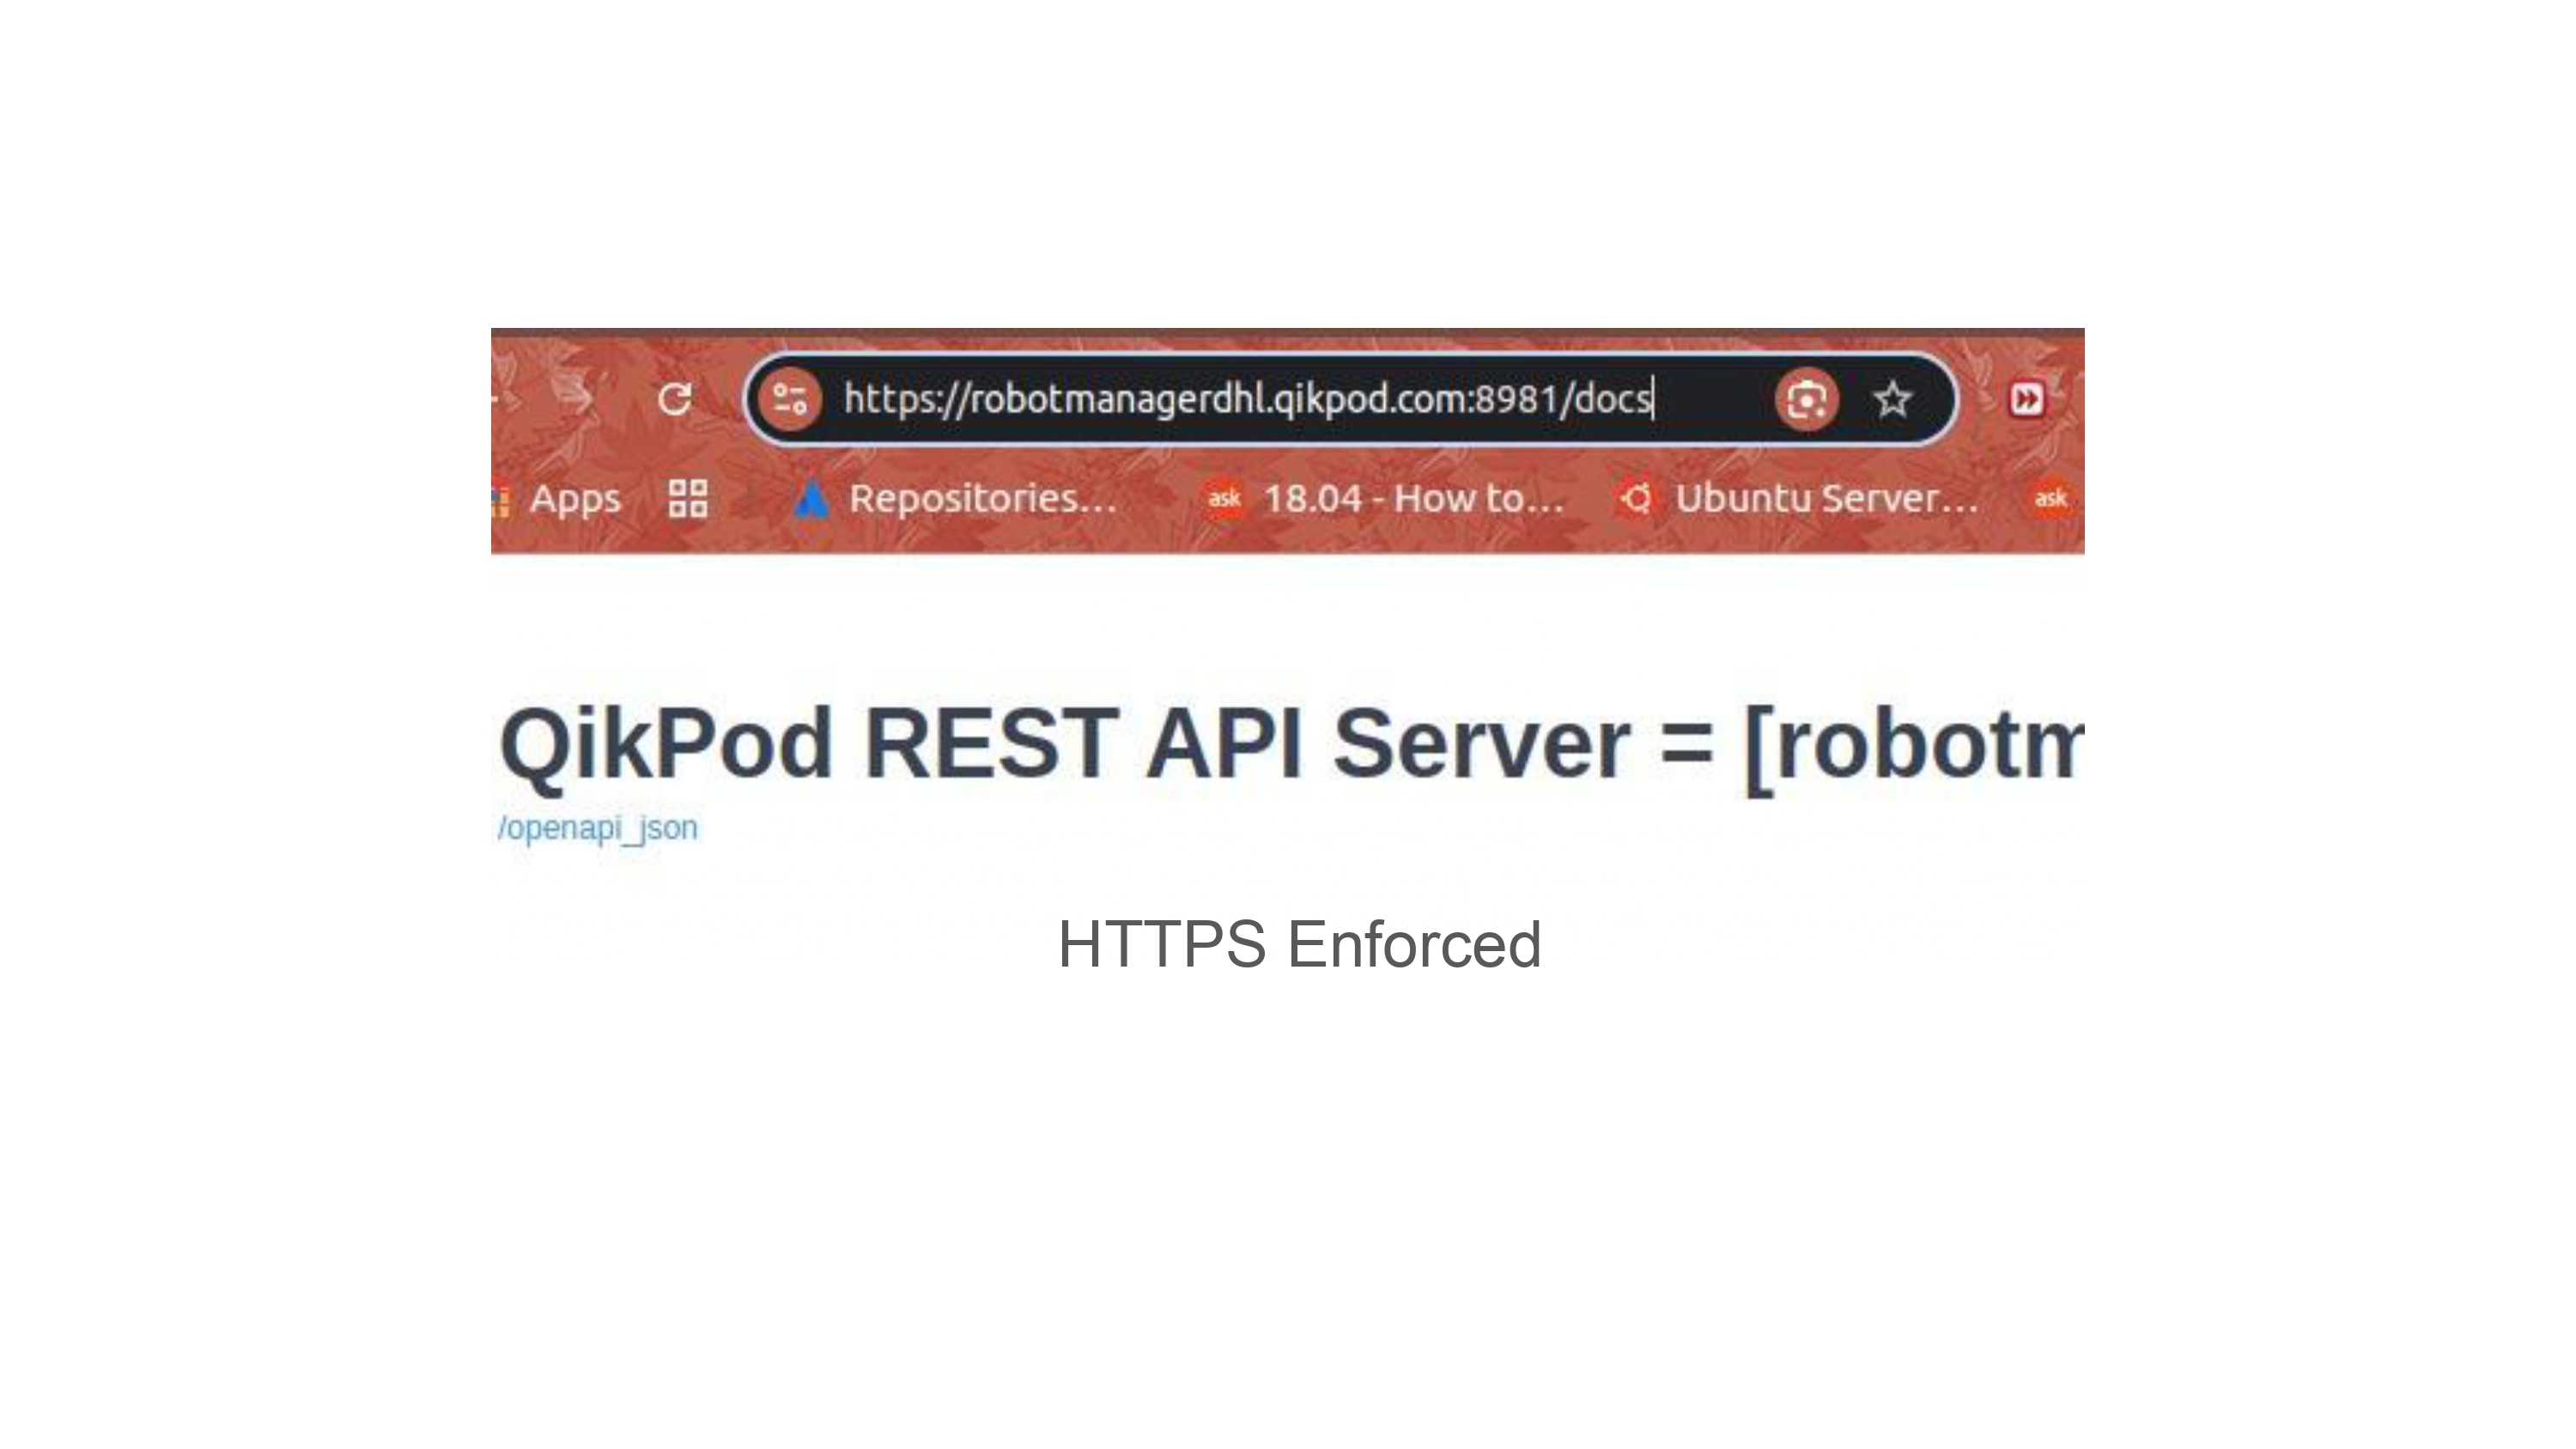 https://robotmanagerdhl.qikpod.com:8981/docs
Apps Repositories... ask 18.04 - How to... Ubuntu Server... ask
QikPod REST API Server = [robotm
/openapi_json
HTTPS Enforced